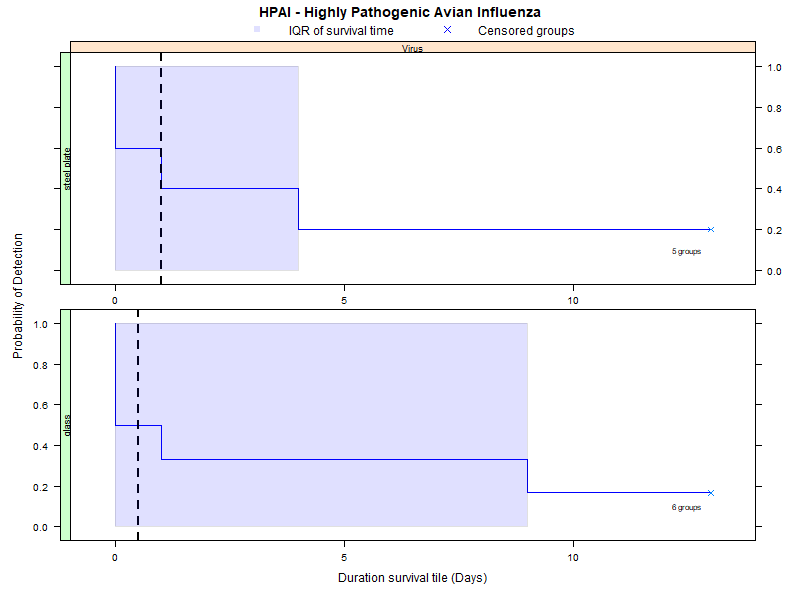 HPAI - Highly Pathogenic Avian Influenza
IQR of survival time
Censored groups
Virus
steel plate
1.0
0.8
0.6
0.4
0.2
0.0
5 groups
0 5 10
Probability of Detection
glass
1.0
0.8
0.6
0.4
0.2
0.0
6 groups
0 5 10
Duration survival tile (Days)